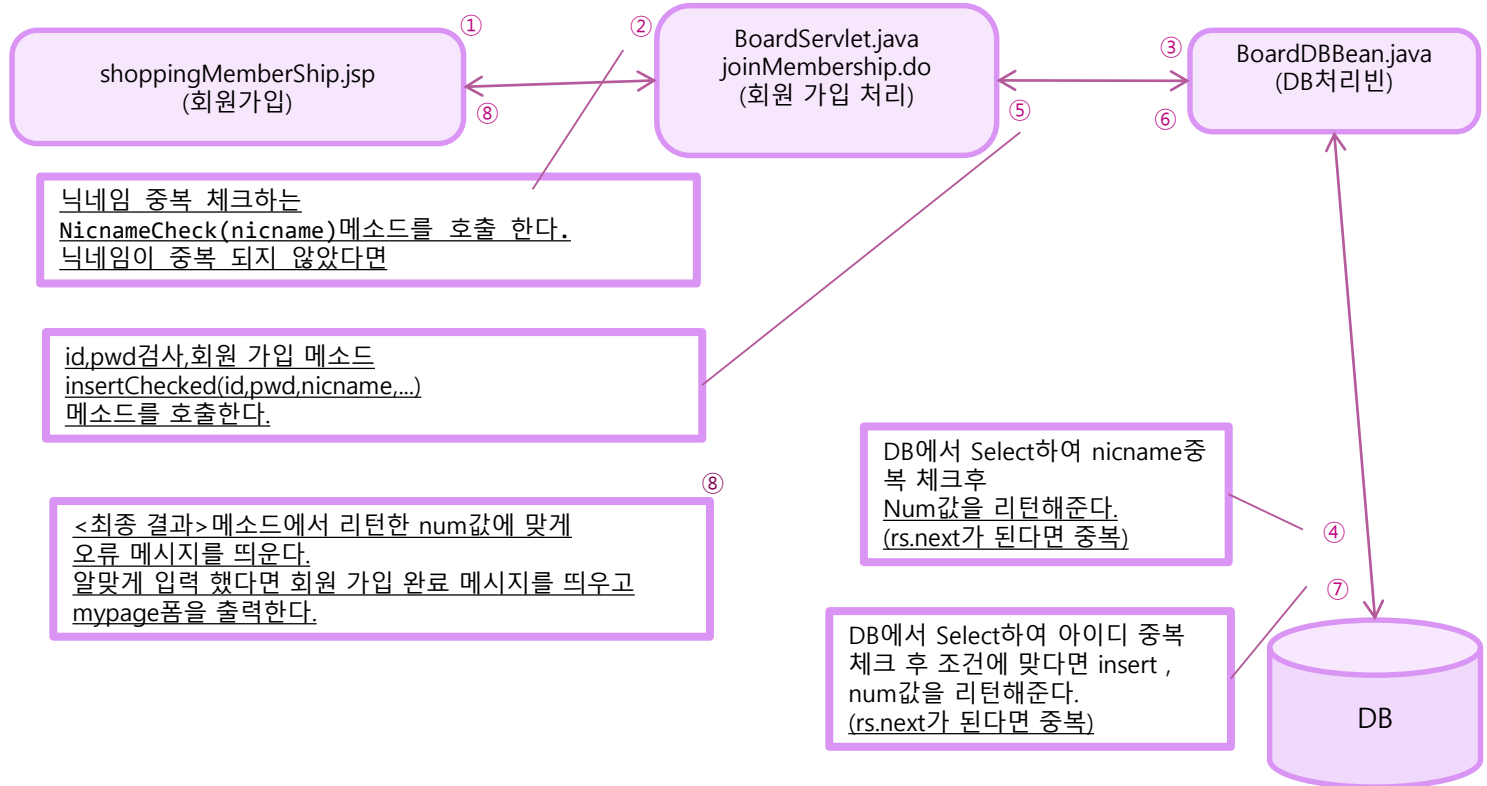 ①
shoppingMemberShip.jsp
(회원가입)
⑧
②
BoardServlet.java
joinMembership.do
(회원 가입 처리)
⑤
③
BoardDBBean.java
(DB처리빈)
⑥
닉네임 중복 체크하는
NicnameCheck(nicname)메소드를 호출 한다.
닉네임이 중복 되지 않았다면
id,pwd검사,회원 가입 메소드
insertChecked(id,pwd,nicname,...)
메소드를 호출한다.
⑧
<최종 결과>메소드에서 리턴한 num값에 맞게
오류 메시지를 띄운다.
알맞게 입력 했다면 회원 가입 완료 메시지를 띄우고
mypage폼을 출력한다.
DB에서 Select하여 nicname중
복 체크후
Num값을 리턴해준다.
(rs.next가 된다면 중복)
④
⑦
DB에서 Select하여 아이디 중복
체크 후 조건에 맞다면 insert ,
num값을 리턴해준다.
(rs.next가 된다면 중복)
DB